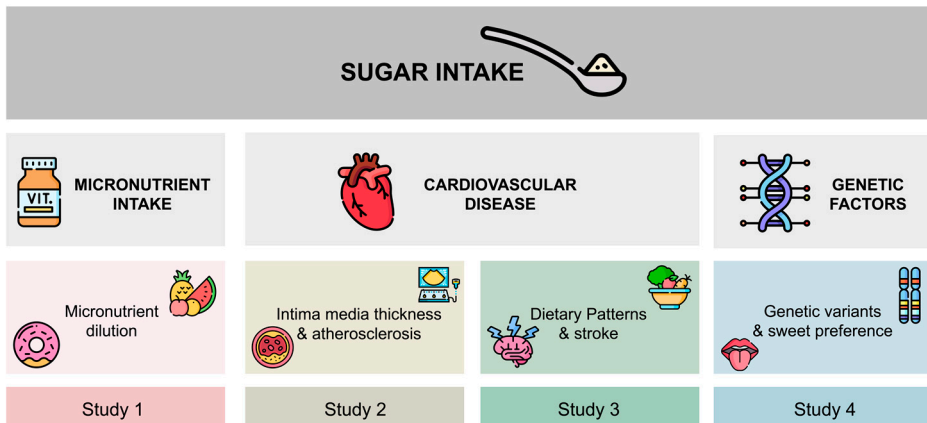 SUGAR INTAKE
VIT.
MICRONUTRIENT
INTAKE
CARDIOVASCULAR
DISEASE
GENETIC
FACTORS
Micronutrient
dilution
Intima media thickness
& atherosclerosis
Dietary Patterns
& stroke
Genetic variants
& sweet preference
Study 1
Study 2
Study 3
Study 4